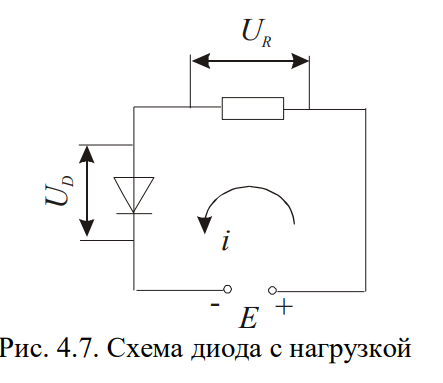 U_R
U_D
i
- E +
Рис. 4.7. Схема диода с нагрузкой